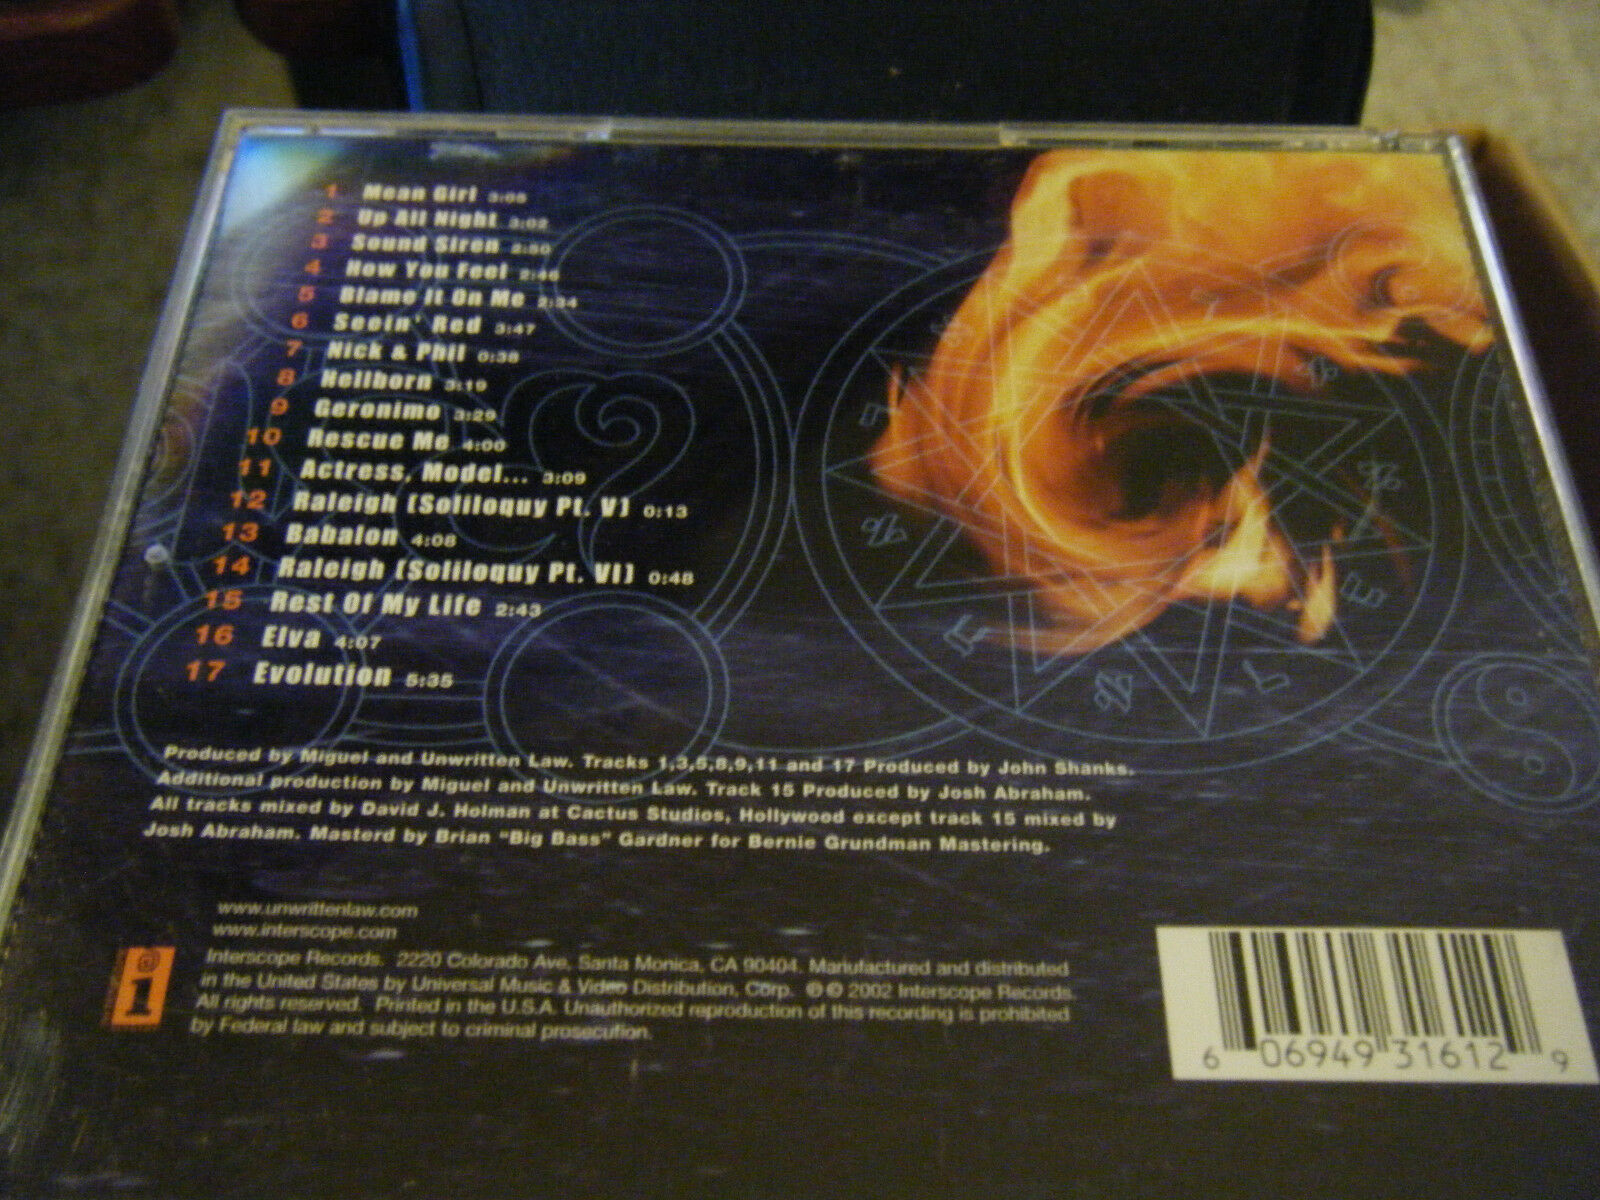 1 Mean Girl 3:05
2 Up All Night 3:02
3 Sound Siren 2:50
4 How You Feel 2:46
5 Blame It On Me 2:34
6 Seein' Red 3:47
7 Nick & Phil 0:38
8 Hellborn 3:19
9 Geronimo 3:29
10 Rescue Me 4:00
11 Actress, Model... 3:09
12 Raleigh (Soliloquy Pt. V) 0:13
13 Babalon 4:08
14 Raleigh (Soliloquy Pt. VI) 0:48
15 Rest Of My Life 2:43
16 Elva 4:07
17 Evolution 5:35
Produced by Miguel and Unwritten Law. Tracks 1,3,5,8,9,11 and 17 Produced by John Shanks.
Additional production by Miguel and Unwritten Law. Track 15 Produced by Josh Abraham.
All tracks mixed by David J. Holman at Cactus Studios, Hollywood except track 15 mixed by
Josh Abraham. Masterd by Brian "Big Bass" Gardner for Bernie Grundman Mastering.
www.unwrittenlaw.com
www.interscope.com
Interscope Records. 2220 Colorado Ave. Santa Monica, CA 90404. Manufactured and distributed
in the United States by Universal Music & Video Distribution, Corp. ℗ © 2002 Interscope Records.
All rights reserved. Printed in the U.S.A. Unauthorized reproduction of this recording is prohibited
by Federal law and subject to criminal prosecution.
i
6 06949 31612 9